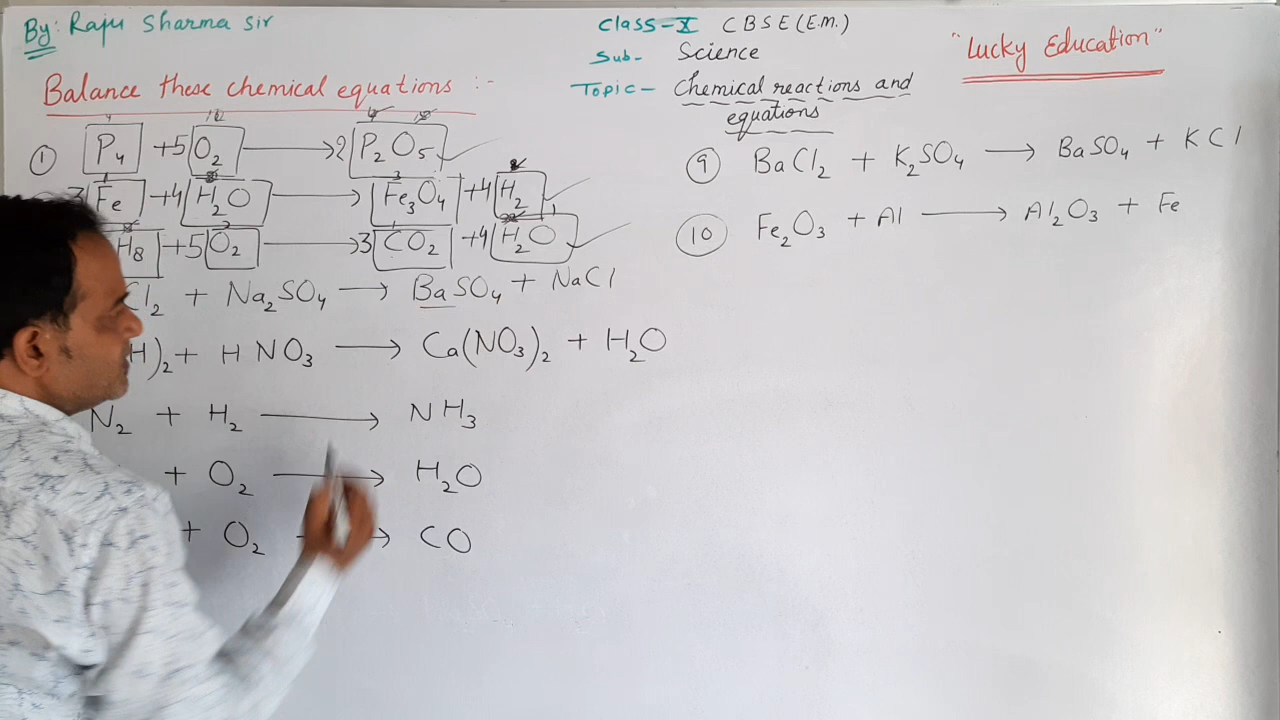 By: Raju Sharma Sir
Class-X CBSE (E.m.)
Sub- Science
"Lucky Education"
Topic- Chemical reactions and
equations
Balance these chemical equations :-
① P₄ + 5O₂ → 2P₂O₅
3Fe + 4H₂O → Fe₃O₄ + 4H₂
H₈ + 5O₂ → 3CO₂ + 4H₂O
Cl₂ + Na₂SO₄ → BaSO₄ + NaCl
H)₂ + HNO₃ → Ca(NO₃)₂ + H₂O
N₂ + H₂ → NH₃
+ O₂ → H₂O
+ O₂ → CO
⑨ BaCl₂ + K₂SO₄ → BaSO₄ + KCl
⑩ Fe₂O₃ + Al → Al₂O₃ + Fe